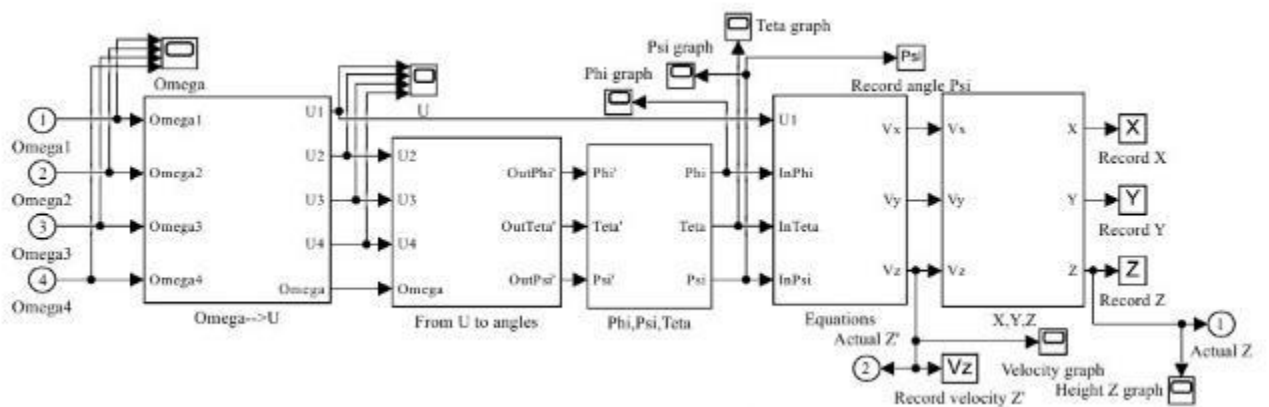 Teta graph
Psi graph
Phi graph
Psi
Record angle Psi
Omega
U
1
Omega1
2
Omega2
3
Omega3
4
Omega4
Omega1
Omega2
Omega3
Omega4
U1
U2
U3
U4
Omega
Omega-->U
U2
U3
U4
Omega
OutPhi'
OutTeta'
OutPsi'
From U to angles
Phi'
Teta'
Psi'
Phi
Teta
Psi
Phi,Psi,Teta
U1
InPhi
InTeta
InPsi
Vx
Vy
Vz
Equations
Vx
Vy
Vz
X
Y
Z
X,Y,Z
X
Record X
Y
Record Y
Z
Record Z
Actual Z'
2
Vz
Record velocity Z'
Velocity graph
Height Z graph
1
Actual Z